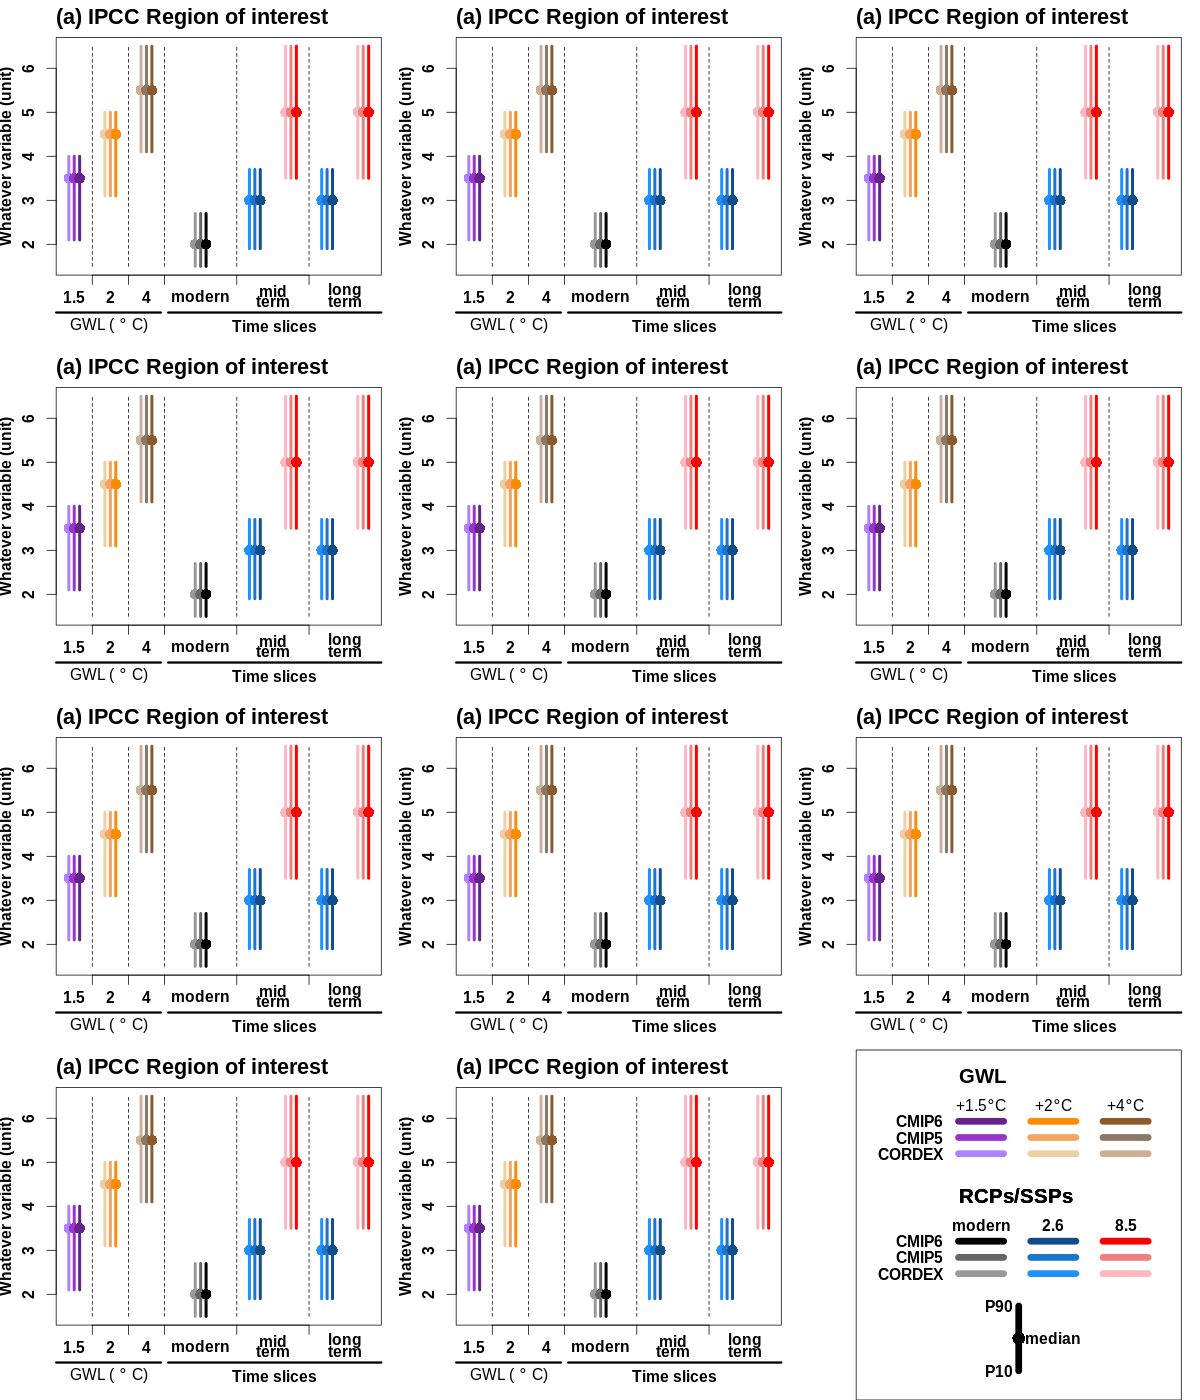 (a) IPCC Region of interest
Whatever variable (unit)
6
5
4
3
2
1.5 2 4 modern mid term long term
GWL ( ° C) Time slices
(a) IPCC Region of interest
Whatever variable (unit)
6
5
4
3
2
1.5 2 4 modern mid term long term
GWL ( ° C) Time slices
(a) IPCC Region of interest
Whatever variable (unit)
6
5
4
3
2
1.5 2 4 modern mid term long term
GWL ( ° C) Time slices
(a) IPCC Region of interest
Whatever variable (unit)
6
5
4
3
2
1.5 2 4 modern mid term long term
GWL ( ° C) Time slices
(a) IPCC Region of interest
Whatever variable (unit)
6
5
4
3
2
1.5 2 4 modern mid term long term
GWL ( ° C) Time slices
(a) IPCC Region of interest
Whatever variable (unit)
6
5
4
3
2
1.5 2 4 modern mid term long term
GWL ( ° C) Time slices
(a) IPCC Region of interest
Whatever variable (unit)
6
5
4
3
2
1.5 2 4 modern mid term long term
GWL ( ° C) Time slices
(a) IPCC Region of interest
Whatever variable (unit)
6
5
4
3
2
1.5 2 4 modern mid term long term
GWL ( ° C) Time slices
(a) IPCC Region of interest
Whatever variable (unit)
6
5
4
3
2
1.5 2 4 modern mid term long term
GWL ( ° C) Time slices
(a) IPCC Region of interest
Whatever variable (unit)
6
5
4
3
2
1.5 2 4 modern mid term long term
GWL ( ° C) Time slices
(a) IPCC Region of interest
Whatever variable (unit)
6
5
4
3
2
1.5 2 4 modern mid term long term
GWL ( ° C) Time slices
GWL
+1.5°C +2°C +4°C
CMIP6
CMIP5
CORDEX
RCPs/SSPs
modern 2.6 8.5
CMIP6
CMIP5
CORDEX
P90
median
P10